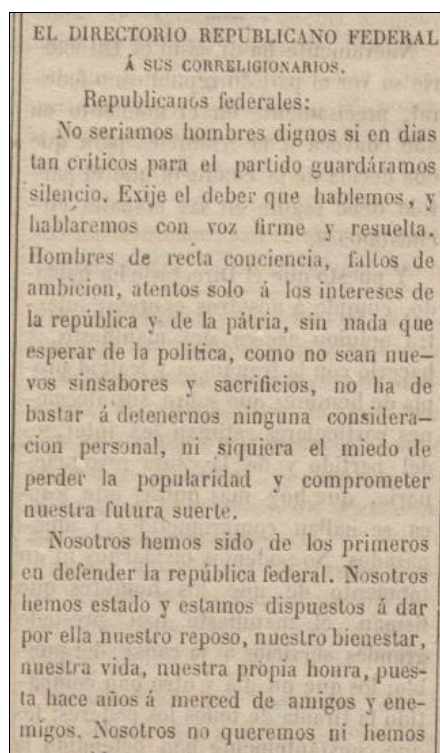 EL DIRECTORIO REPUBLICANO FEDERAL
Á SUS CORRELIGIONARIOS.
Republicanos federales:
No seriamos hombres dignos si en dias
tan criticos para el partido guardáramos
silencio. Exije el deber que hablemos, y
hablaremos con voz firme y resuelta.
Hombres de recta conciencia, faltos de
ambicion, atentos solo á los intereses de
la república y de la pátria, sin nada que
esperar de la politica, como no sean nue-
vos sinsabores y sacrificios, no ha de
bastar á detenernos ninguna considera-
cion personal, ni siquiera el miedo de
perder la popularidad y comprometer
nuestra futura suerte.
Nosotros hemos sido de los primeros
en defender la república federal. Nosotros
hemos estado y estamos dispuestos á dar
por ella nuestro reposo, nuestro bienestar,
nuestra vida, nuestra propia honra, pues-
ta hace años á merced de amigos y ene-
migos. Nosotros no queremos ni hemos